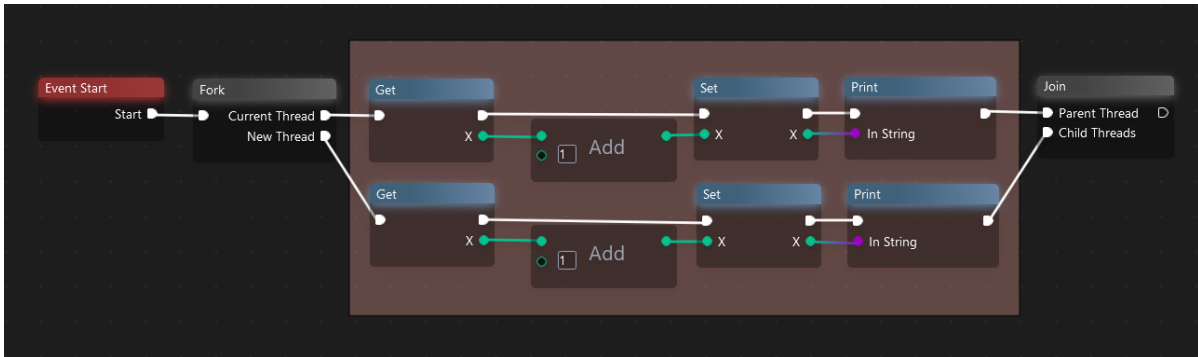 Event Start
Start
Fork
Current Thread
New Thread
Get
X
1
Add
Set
X
X
Print
In String
Get
X
1
Add
Set
X
X
Print
In String
Join
Parent Thread
Child Threads